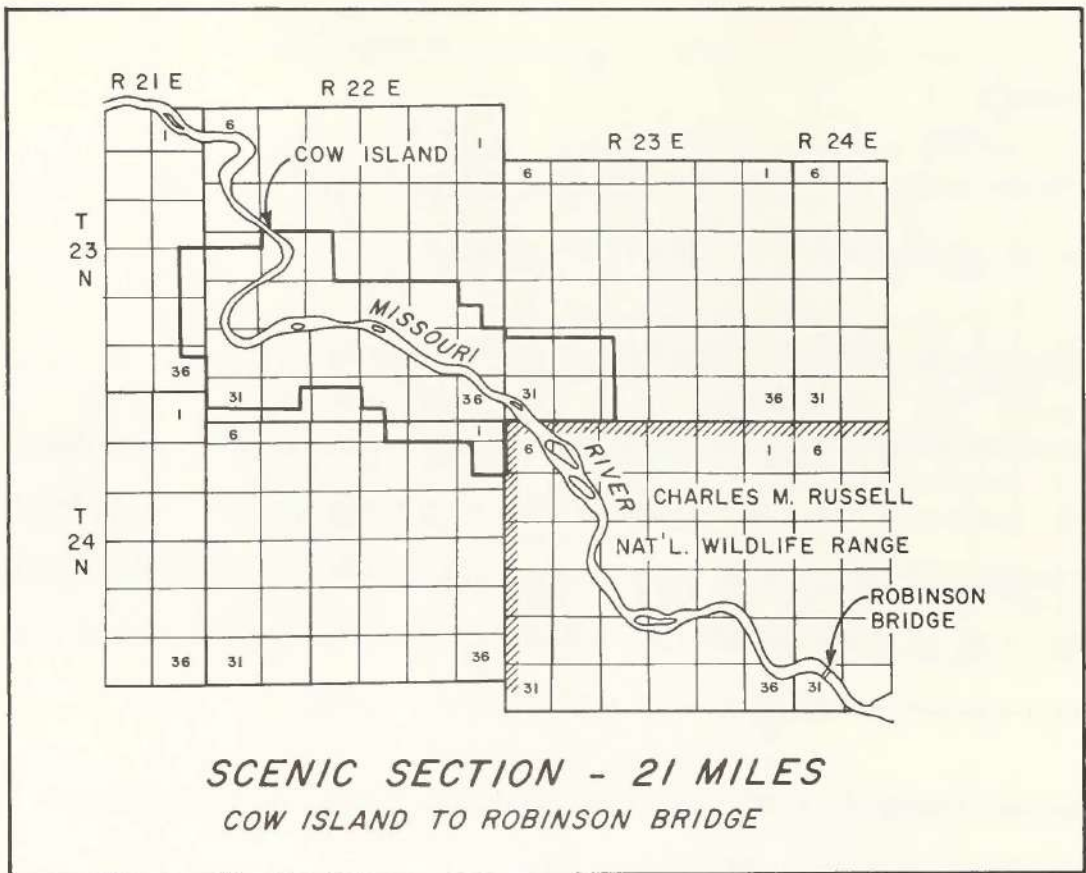 R 21 E
R 22 E
1
6
COW ISLAND
1
R 23 E
R 24 E
6
1
6
T
23
N
MISSOURI
36
31
36
31
36
31
1
6
1
6
1
6
RIVER
CHARLES M. RUSSELL
NAT'L. WILDLIFE RANGE
T
24
N
ROBINSON
BRIDGE
36
31
36
31
36
31
SCENIC SECTION - 21 MILES
COW ISLAND TO ROBINSON BRIDGE